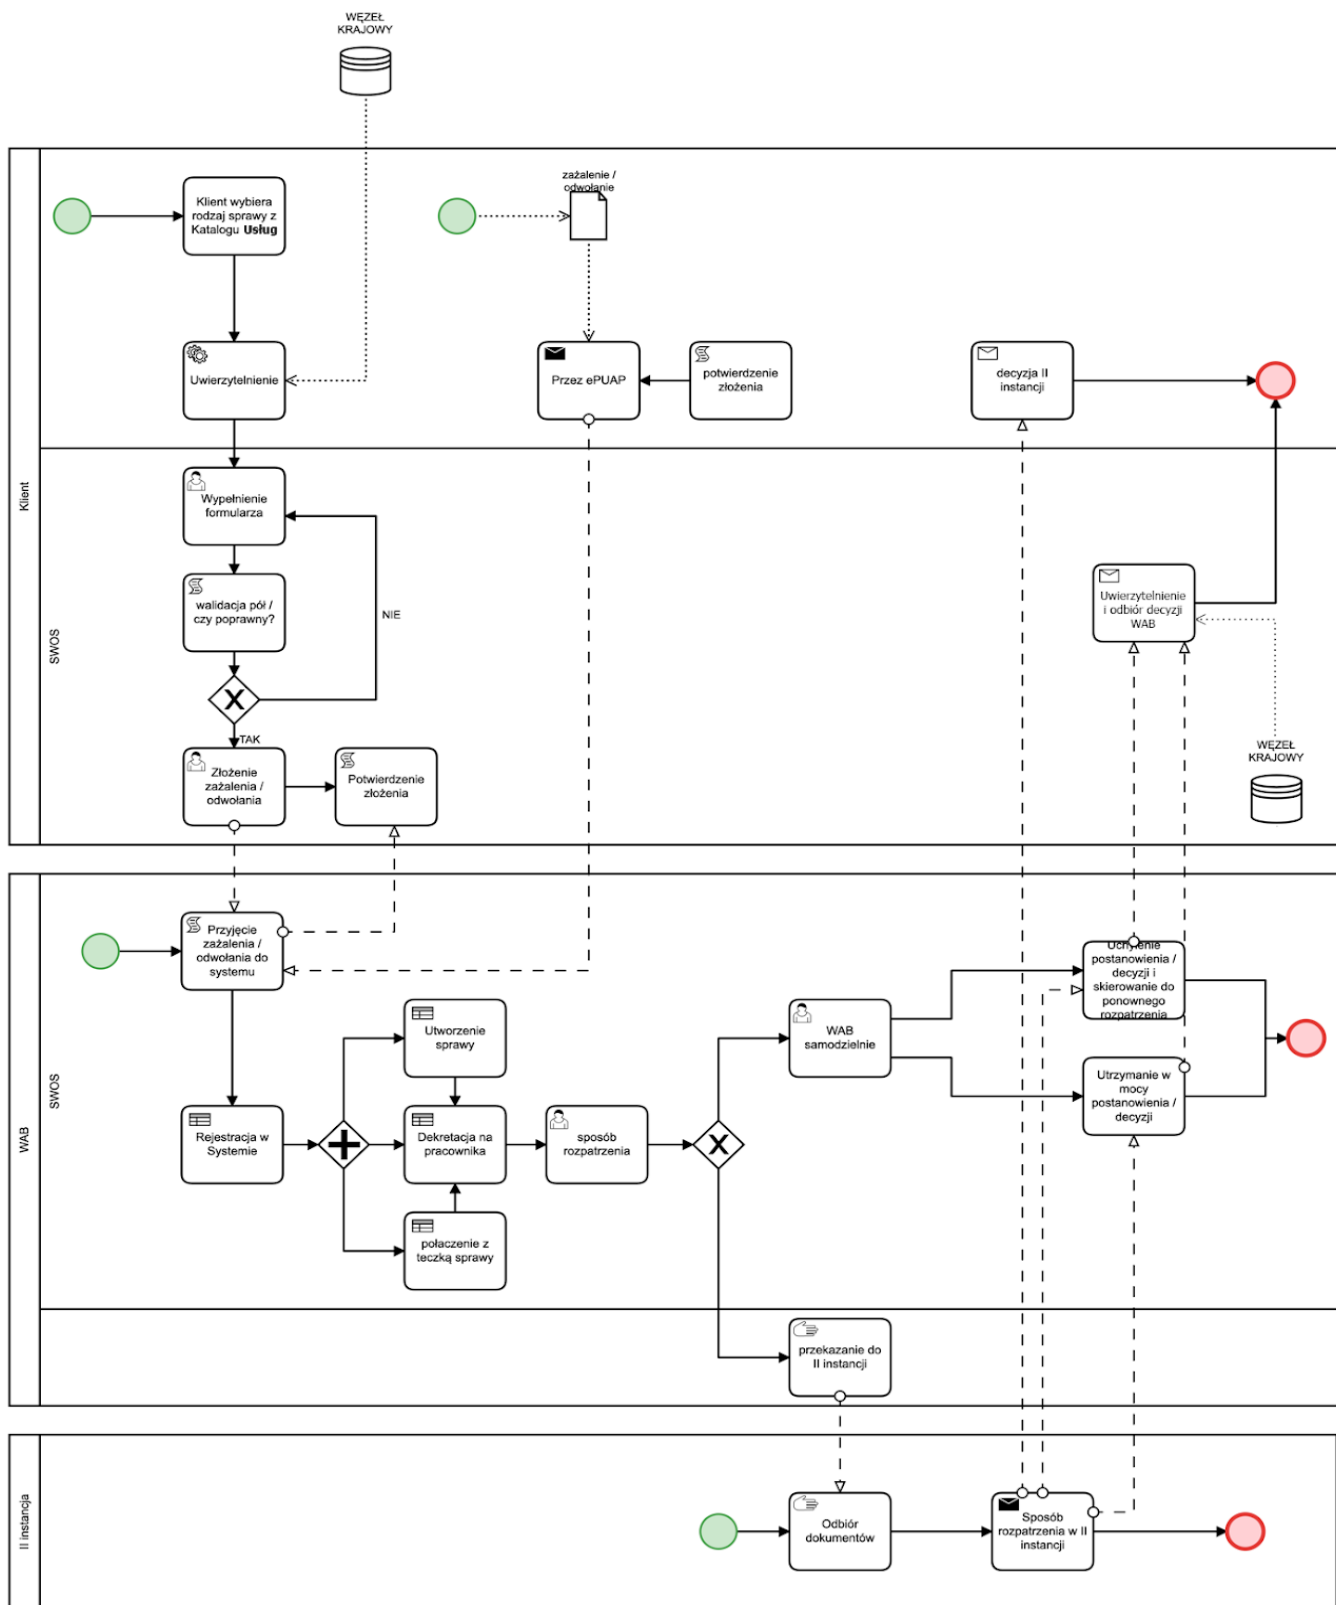 WĘZEŁ
KRAJOWY
Klient wybiera
rodzaj sprawy z
Katalogu Usług
zażalenie /
odwołanie
Uwierzytelnienie
Przez ePUAP
potwierdzenie
złożenia
decyzja II
instancji
Klient
SWOS
Wypełnienie
formularza
walidacja pól /
czy poprawny?
NIE
TAK
Złożenie
zażalenia /
odwołania
Potwierdzenie
złożenia
Uwierzytelnienie
i odbiór decyzji
WAB
WĘZEŁ
KRAJOWY
WAB
SWOS
Przyjęcie
zażalenia /
odwołania do
systemu
Rejestracja w
Systemie
Utworzenie
sprawy
Dekretacja na
pracownika
połaczenie z
teczką sprawy
sposób
rozpatrzenia
WAB
samodzielnie
Uchylenie
postanowienia /
decyzji i
skierowanie do
ponownego
rozpatrzenia
Utrzymanie w
mocy
postanowienia /
decyzji
przekazanie do
II instancji
II instancja
Odbiór
dokumentów
Sposób
rozpatrzenia w II
instancji